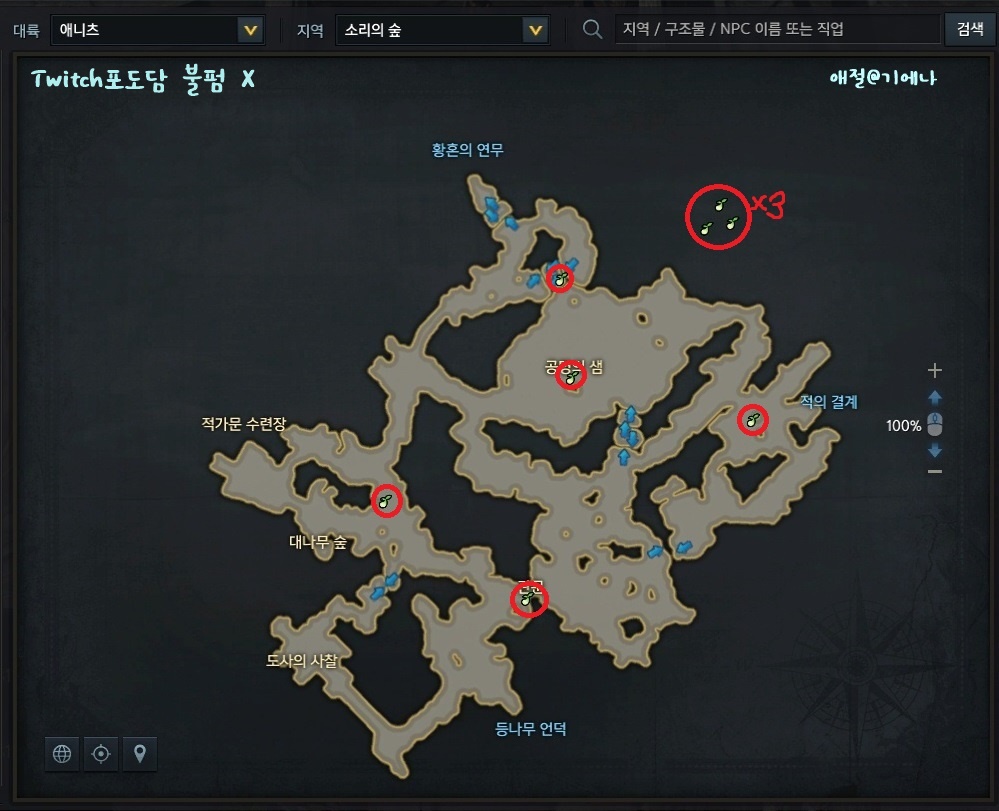 대륙 애니츠 지역 소리의 숲 지역 / 구조물 / NPC 이름 또는 직업 검색
Twitch포도담 불펌 X
애절@기에나
황혼의 연무
x3
샘
적의 결계
적가문 수련장
100%
대나무 숲
도사의 사찰
등나무 언덕